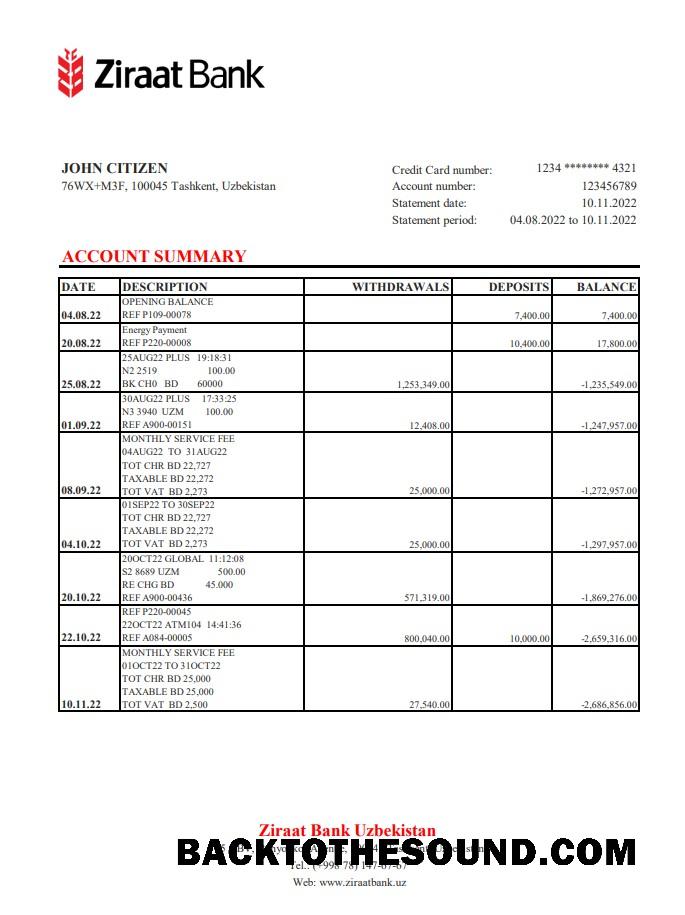 Ziraat Bank
JOHN CITIZEN
76WX+M3F, 100045 Tashkent, Uzbekistan
Credit Card number: 1234 ******** 4321
Account number: 123456789
Statement date: 10.11.2022
Statement period: 04.08.2022 to 10.11.2022
ACCOUNT SUMMARY
DATE DESCRIPTION WITHDRAWALS DEPOSITS BALANCE
OPENING BALANCE
04.08.22 REF P109-00078 7,400.00 7,400.00
Energy Payment
20.08.22 REF P220-00008 10,400.00 17,800.00
25AUG22 PLUS 19:18:31
N2 2519 100.00
25.08.22 BK CH0 BD 60000 1,253,349.00 -1,235,549.00
30AUG22 PLUS 17:33:25
N3 3940 UZM 100.00
01.09.22 REF A900-00151 12,408.00 -1,247,957.00
MONTHLY SERVICE FEE
04AUG22 TO 31AUG22
TOT CHR BD 22,727
TAXABLE BD 22,272
08.09.22 TOT VAT BD 2,273 25,000.00 -1,272,957.00
01SEP22 TO 30SEP22
TOT CHR BD 22,727
TAXABLE BD 22,272
04.10.22 TOT VAT BD 2,273 25,000.00 -1,297,957.00
20OCT22 GLOBAL 11:12:08
S2 8689 UZM 500.00
RE CHG BD 45.000
20.10.22 REF A900-00436 571,319.00 -1,869,276.00
REF P220-00045
22OCT22 ATM104 14:41:36
22.10.22 REF A084-00005 800,040.00 10,000.00 -2,659,316.00
MONTHLY SERVICE FEE
01OCT22 TO 31OCT22
TOT CHR BD 25,000
TAXABLE BD 25,000
10.11.22 TOT VAT BD 2,500 27,540.00 -2,686,856.00
Ziraat Bank Uzbekistan
BACKTOTHESOUND.COM
Tel.: (+998 78) 147-67-67
Web: www.ziraatbank.uz